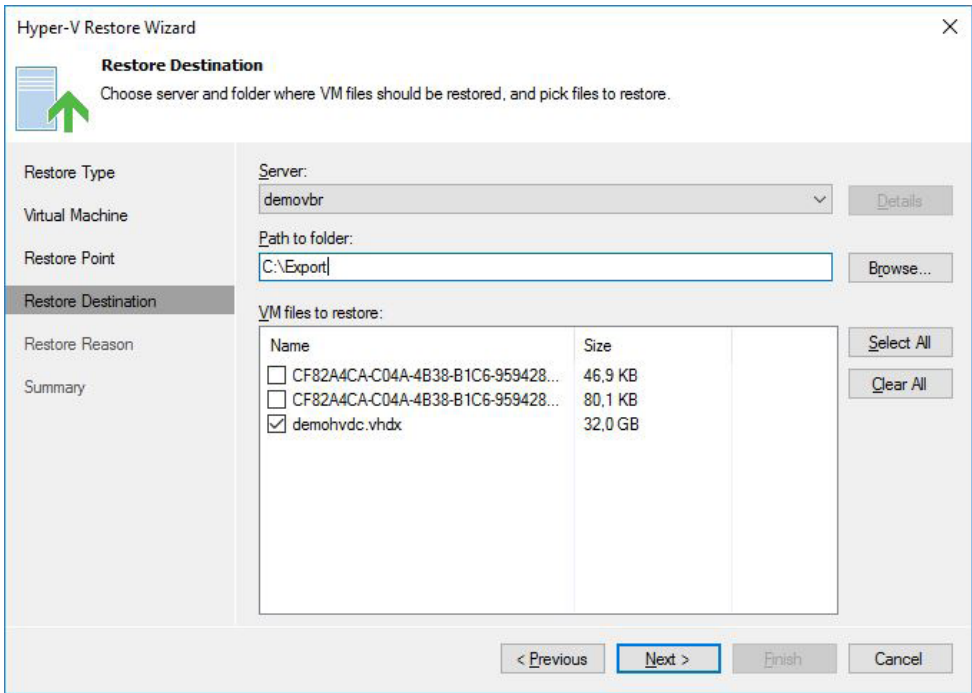 Hyper-V Restore Wizard
Restore Destination
Choose server and folder where VM files should be restored, and pick files to restore.
Restore Type
Virtual Machine
Restore Point
Restore Destination
Restore Reason
Summary
Server:
demovbr
Details
Path to folder:
C:\Export
Browse...
VM files to restore:
Name Size
CF82A4CA-C04A-4B38-B1C6-959428... 46,9 KB
CF82A4CA-C04A-4B38-B1C6-959428... 80,1 KB
demohvdc.vhdx 32,0 GB
Select All
Clear All
< Previous Next > Finish Cancel